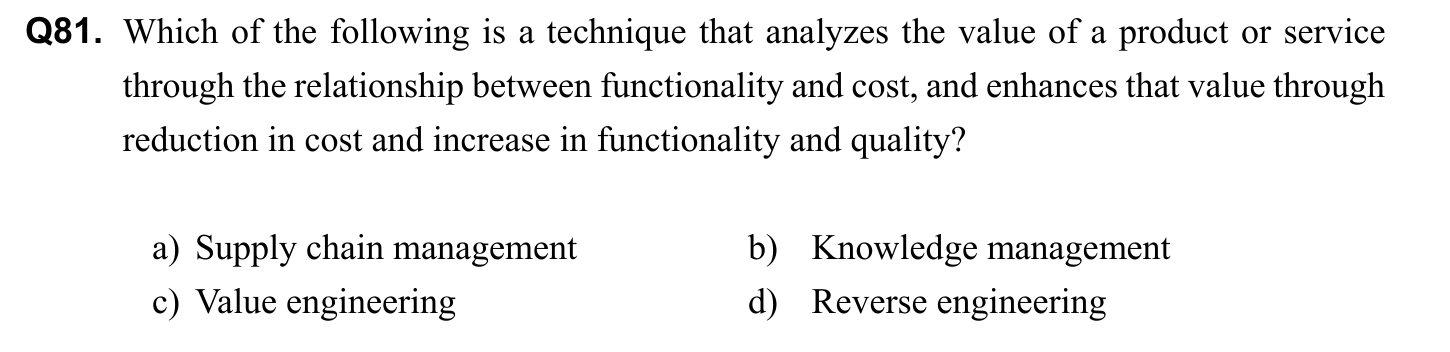 Q81. Which of the following is a technique that analyzes the value of a product or service
through the relationship between functionality and cost, and enhances that value through
reduction in cost and increase in functionality and quality?
a) Supply chain management b) Knowledge management
c) Value engineering d) Reverse engineering